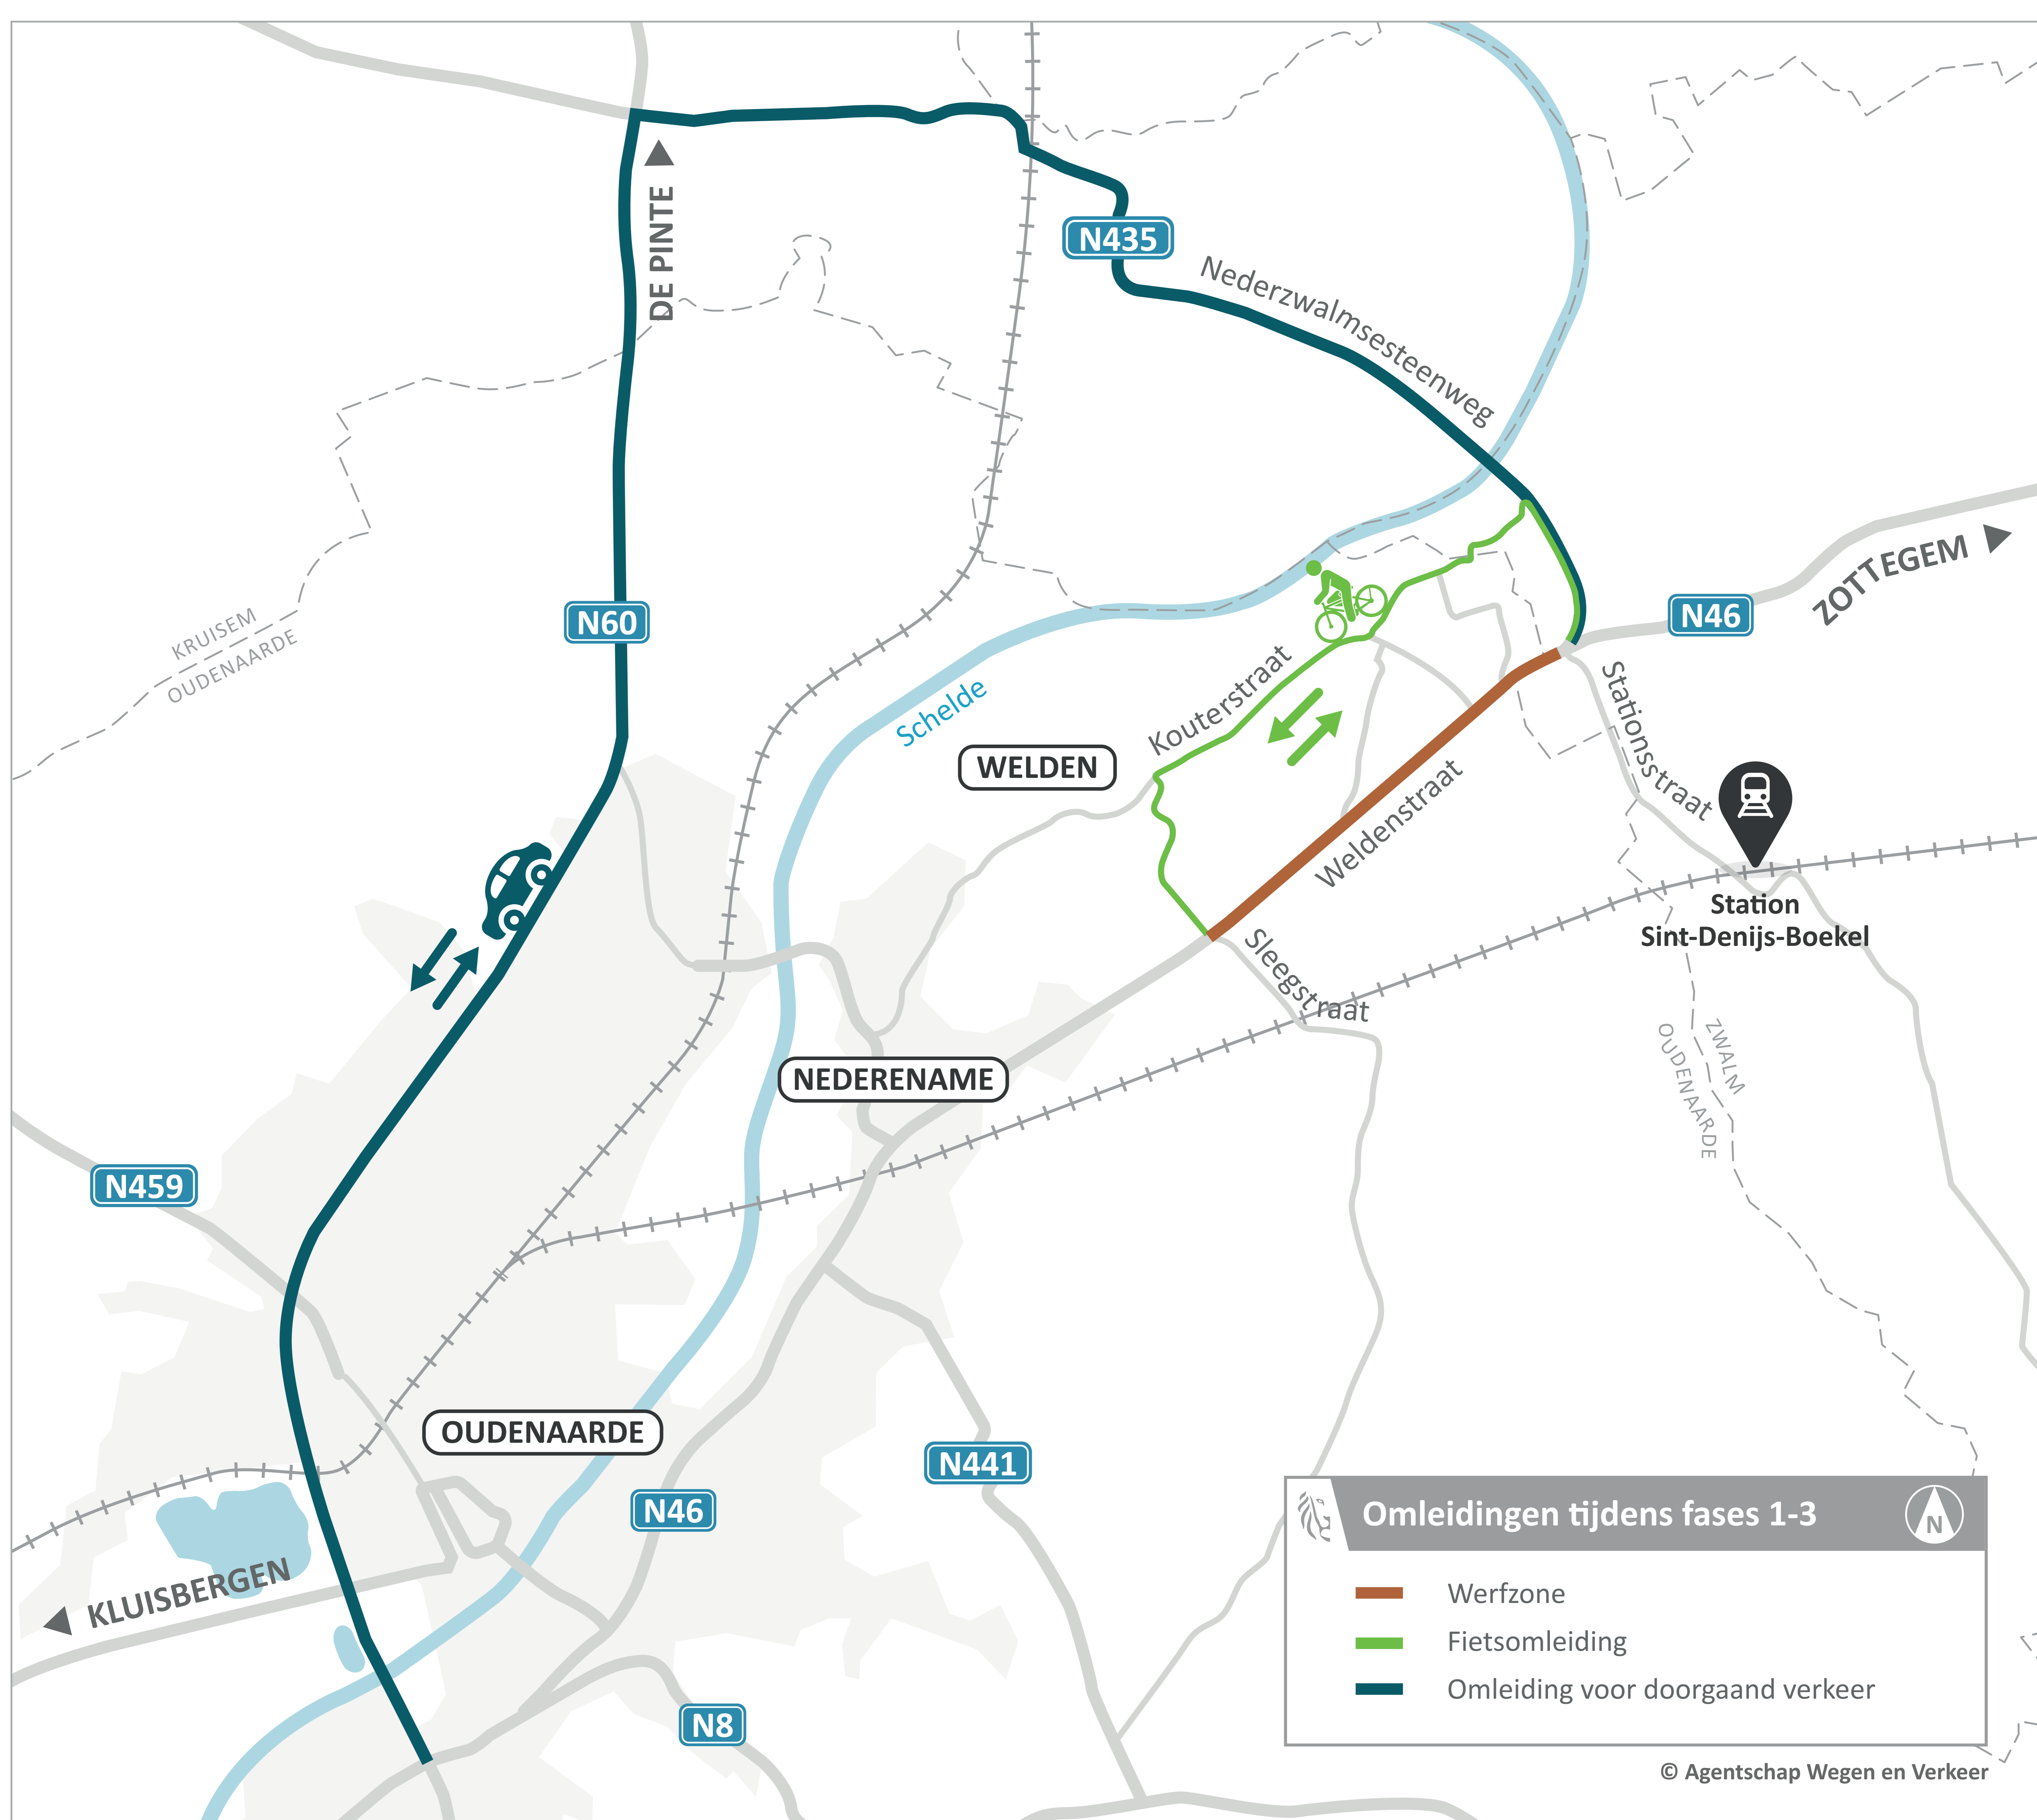 DE PINTE
N435
Nederzwalmsesteenweg
ZOTTEGEM
N46
N60
KRUISEM
OUDENAARDE
Schelde
Kouterstraat
WELDEN
Weldenstraat
Stationsstraat
Station
Sint-Denijs-Boekel
Sleegstraat
ZWALM
OUDENAARDE
NEDERENAME
N459
OUDENAARDE
N441
N46
KLUISBERGEN
N8
Omleidingen tijdens fases 1-3
N
Werfzone
Fietsomleiding
Omleiding voor doorgaand verkeer
© Agentschap Wegen en Verkeer